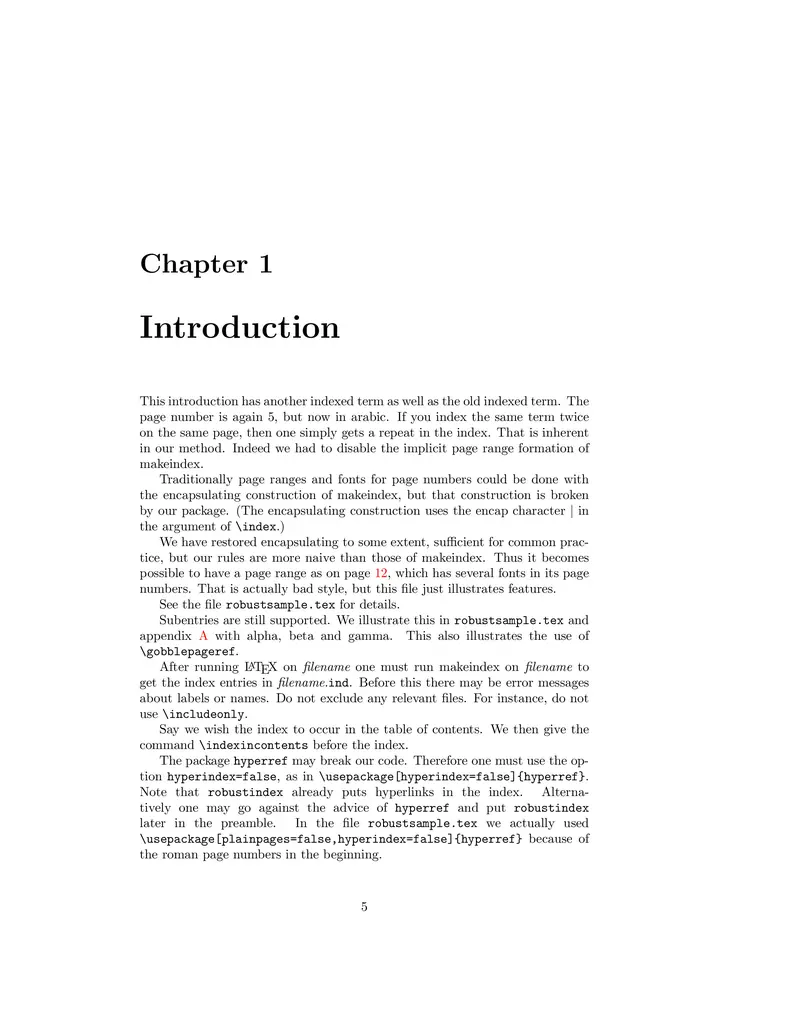 Chapter 1
Introduction
This introduction has another indexed term as well as the old indexed term. The
page number is again 5, but now in arabic. If you index the same term twice
on the same page, then one simply gets a repeat in the index. That is inherent
in our method. Indeed we had to disable the implicit page range formation of
makeindex.
Traditionally page ranges and fonts for page numbers could be done with
the encapsulating construction of makeindex, but that construction is broken
by our package. (The encapsulating construction uses the encap character | in
the argument of \index.)
We have restored encapsulating to some extent, sufficient for common prac-
tice, but our rules are more naive than those of makeindex. Thus it becomes
possible to have a page range as on page 12, which has several fonts in its page
numbers. That is actually bad style, but this file just illustrates features.
See the file robustsample.tex for details.
Subentries are still supported. We illustrate this in robustsample.tex and
appendix A with alpha, beta and gamma. This also illustrates the use of
\gobblepageref.
After running LATEX on filename one must run makeindex on filename to
get the index entries in filename.ind. Before this there may be error messages
about labels or names. Do not exclude any relevant files. For instance, do not
use \includeonly.
Say we wish the index to occur in the table of contents. We then give the
command \indexincontents before the index.
The package hyperref may break our code. Therefore one must use the op-
tion hyperindex=false, as in \usepackage[hyperindex=false]{hyperref}.
Note that robustindex already puts hyperlinks in the index. Alterna-
tively one may go against the advice of hyperref and put robustindex
later in the preamble. In the file robustsample.tex we actually used
\usepackage[plainpages=false,hyperindex=false]{hyperref} because of
the roman page numbers in the beginning.
5